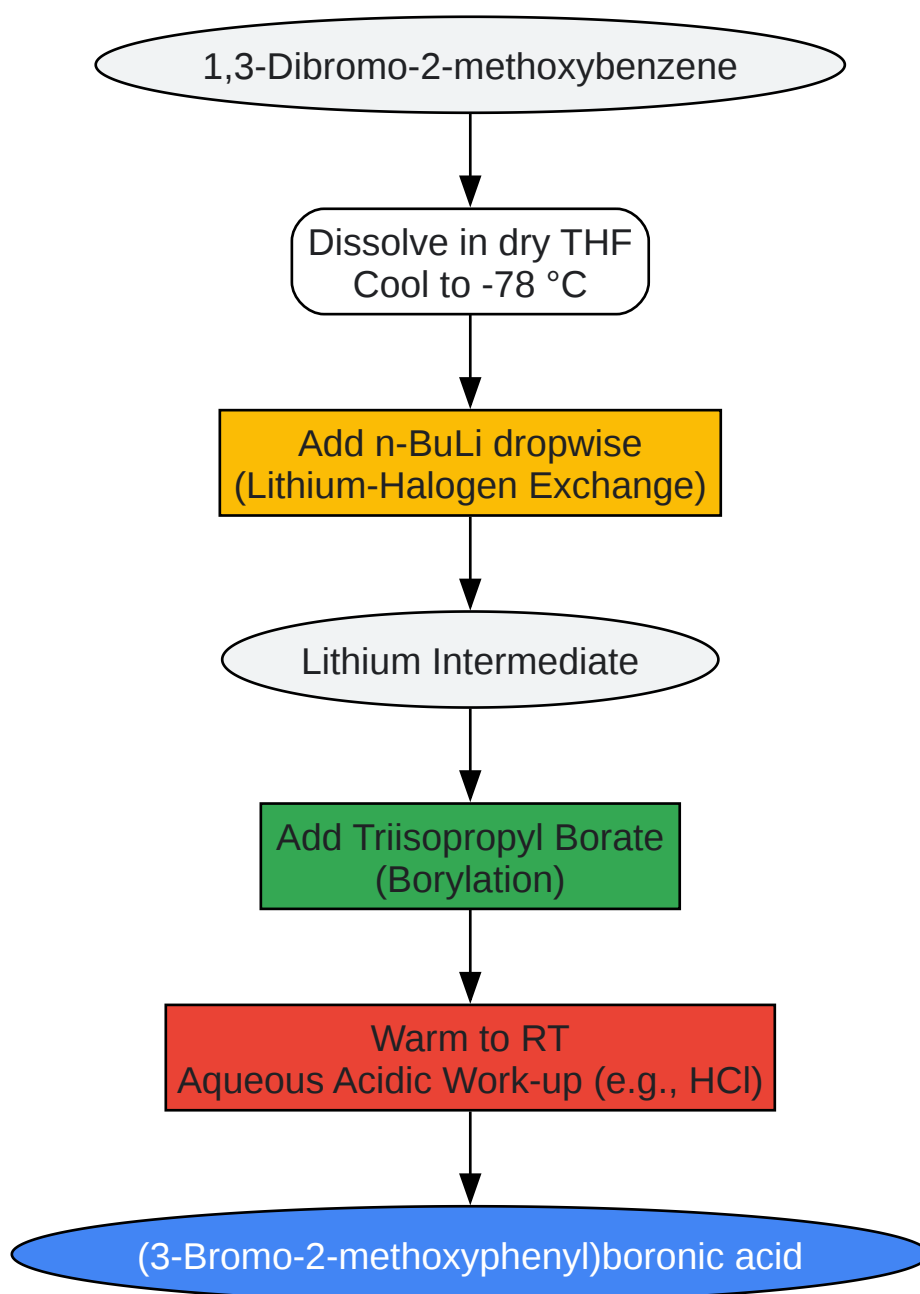 1,3-Dibromo-2-methoxybenzene
Dissolve in dry THF
Cool to -78 °C
Add n-BuLi dropwise
(Lithium-Halogen Exchange)
Lithium Intermediate
Add Triisopropyl Borate
(Borylation)
Warm to RT
Aqueous Acidic Work-up (e.g., HCl)
(3-Bromo-2-methoxyphenyl)boronic acid